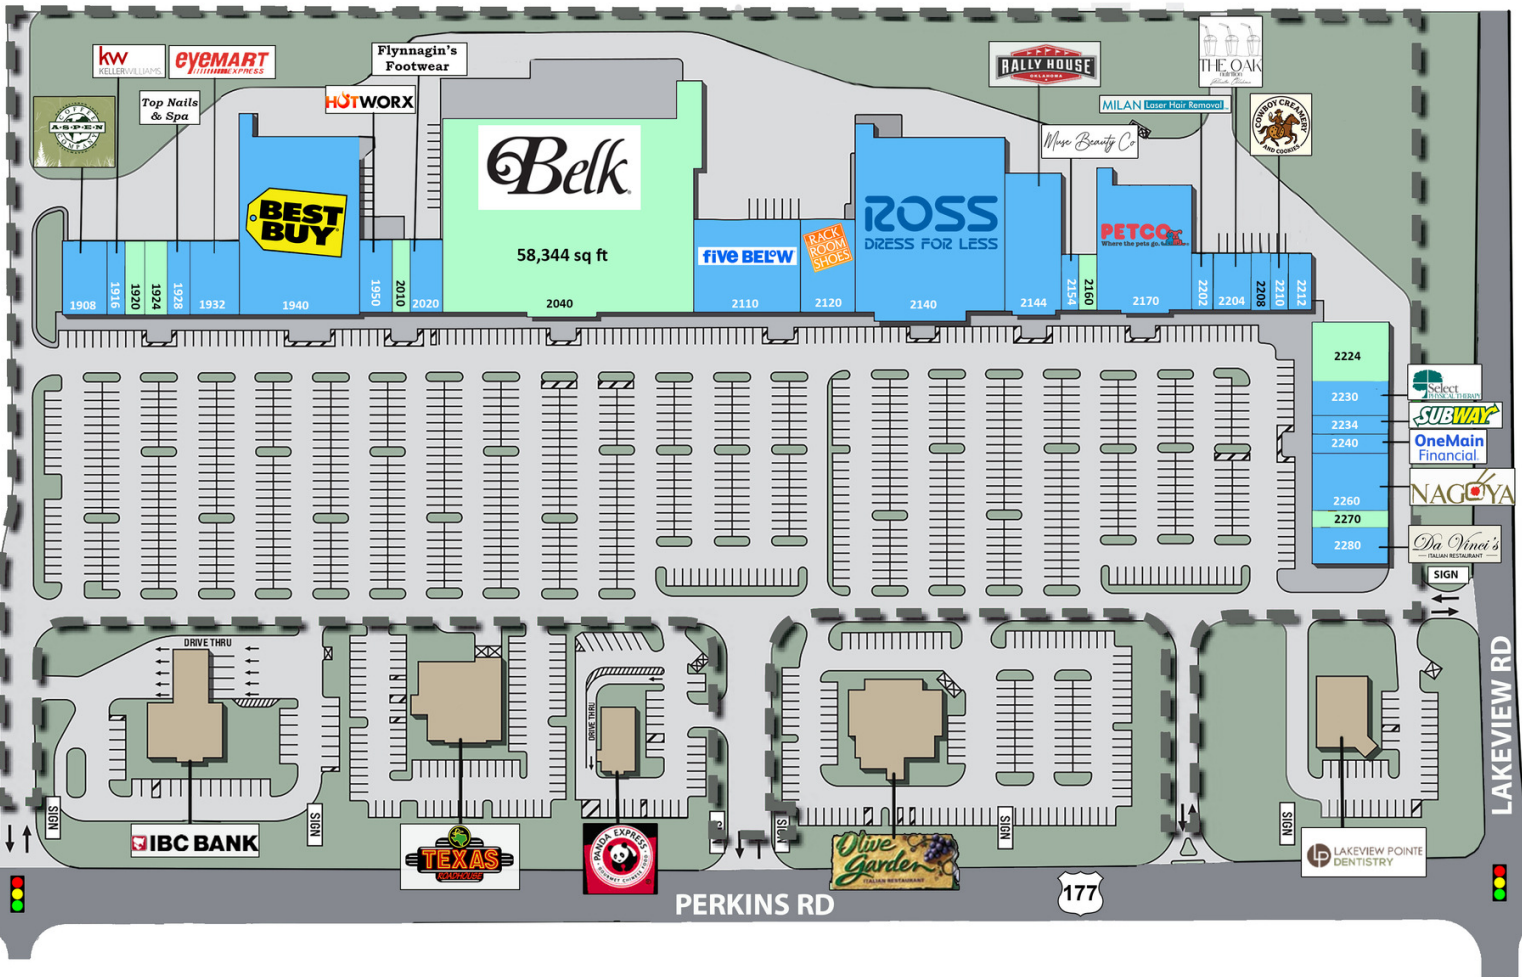 kw
KELLERWILLIAMS.
eyeMART
EXPRESS
Flynnagin's
Footwear
RALLY HOUSE
OKLAHOMA
THE OAK
nutrition
COFFEE
ASPEN
COMPANY
Top Nails
& Spa
HOTWORX
MILAN Laser Hair Removal
Muse Beauty Co
COWBOY CREAMERY
AND COOKIES
BEST
BUY
Belk
58,344 sq ft
five BELOW
RACK
ROOM
SHOES
ROSS
DRESS FOR LESS
PETCO
Where the pets go.
1908
1916
1920
1924
1928
1932
1940
1950
2010
2020
2040
2110
2120
2140
2144
2154
2160
2170
2202
2204
2208
2210
2212
2224
2230
Select
PHYSICAL THERAPY
2234
SUBWAY
2240
OneMain
Financial.
2260
NAGOYA
2270
2280
Da Vinci's
ITALIAN RESTAURANT
SIGN
DRIVE THRU
DRIVE THRU
LAKEVIEW RD
SIGN
SIGN
SIGN
SIGN
SIGN
IBC BANK
TEXAS
ROADHOUSE
PANDA EXPRESS
GOURMET CHINESE FOOD
Olive
Garden
ITALIAN RESTAURANT
LP
LAKEVIEW POINTE
DENTISTRY
PERKINS RD
177